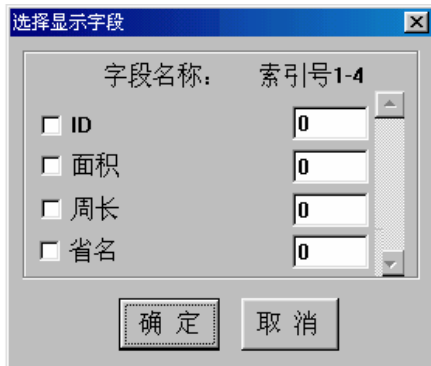 选择显示字段
字段名称： 索引号1-4
ID 0
面积 0
周长 0
省名 0
确 定 取 消